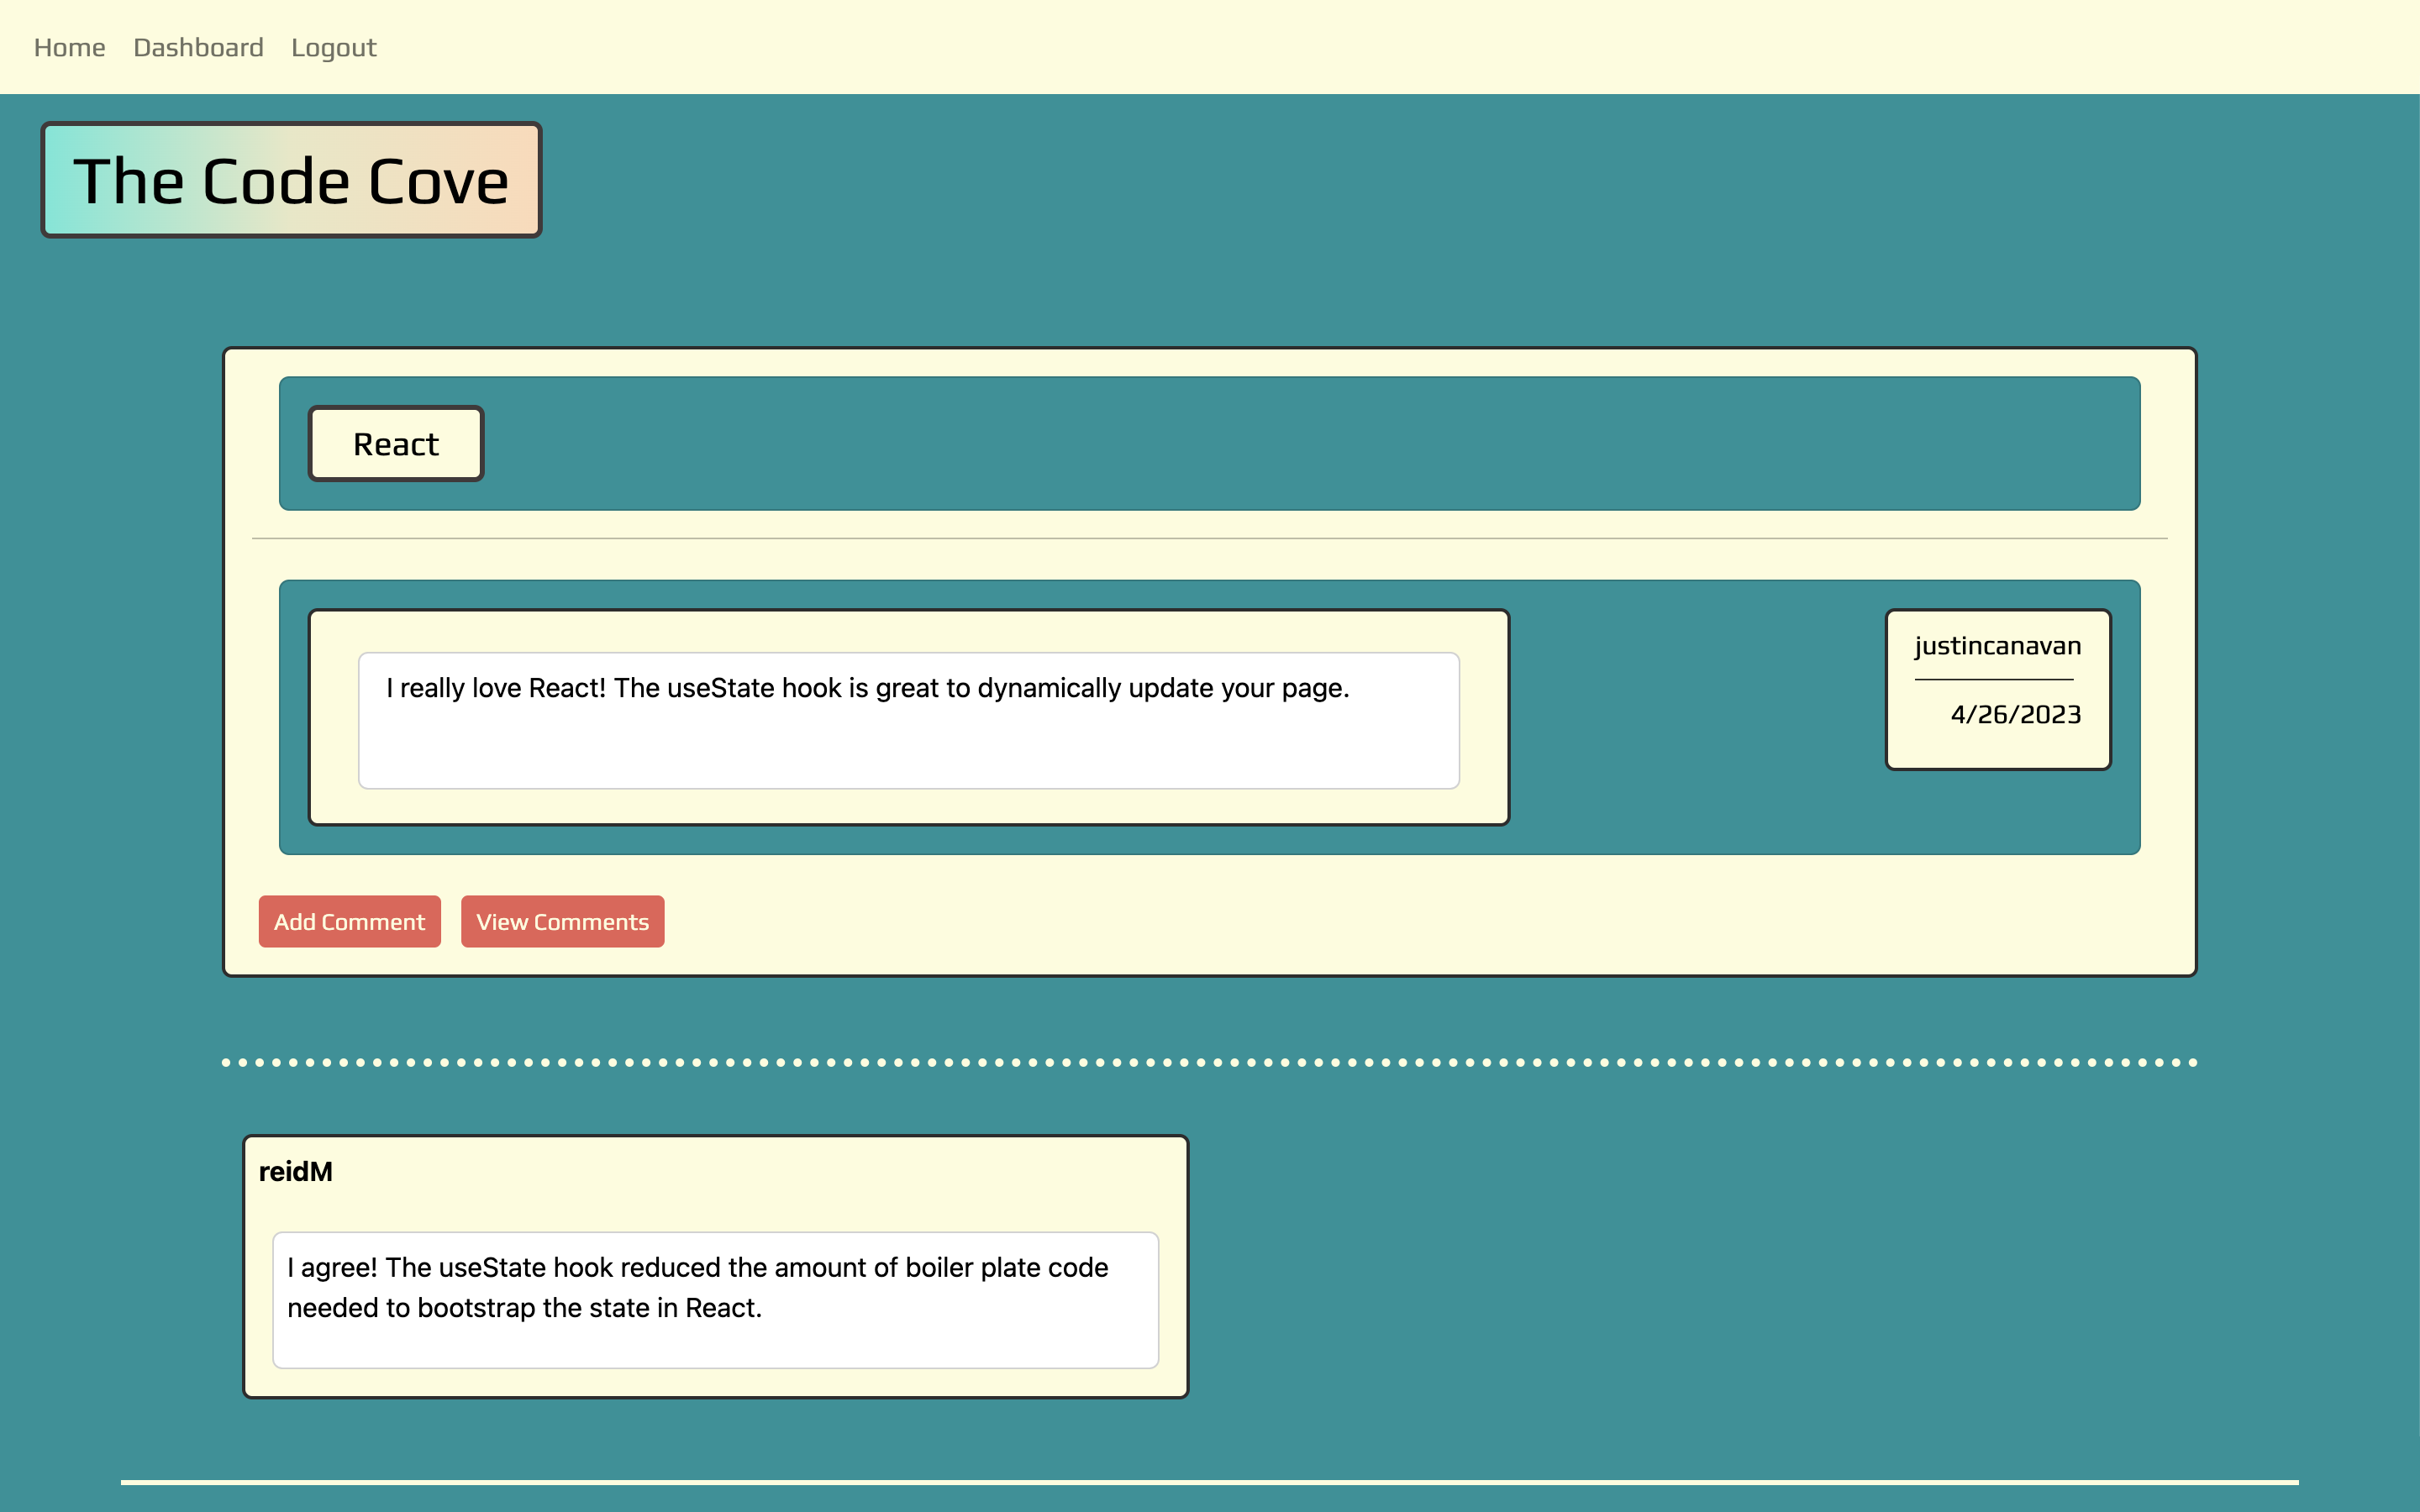 Home Dashboard Logout
The Code Cove
React
I really love React! The useState hook is great to dynamically update your page.
justincanavan
4/26/2023
Add Comment View Comments
reidM
I agree! The useState hook reduced the amount of boiler plate code
needed to bootstrap the state in React.